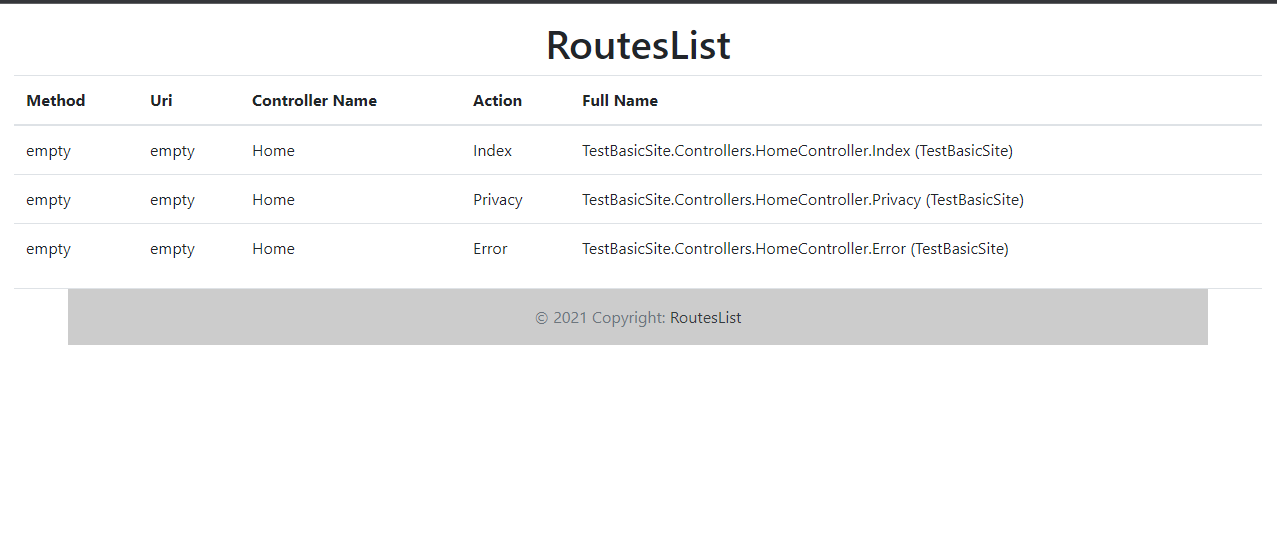 RoutesList
Method Uri Controller Name Action Full Name
empty empty Home Index TestBasicSite.Controllers.HomeController.Index (TestBasicSite)
empty empty Home Privacy TestBasicSite.Controllers.HomeController.Privacy (TestBasicSite)
empty empty Home Error TestBasicSite.Controllers.HomeController.Error (TestBasicSite)
© 2021 Copyright: RoutesList